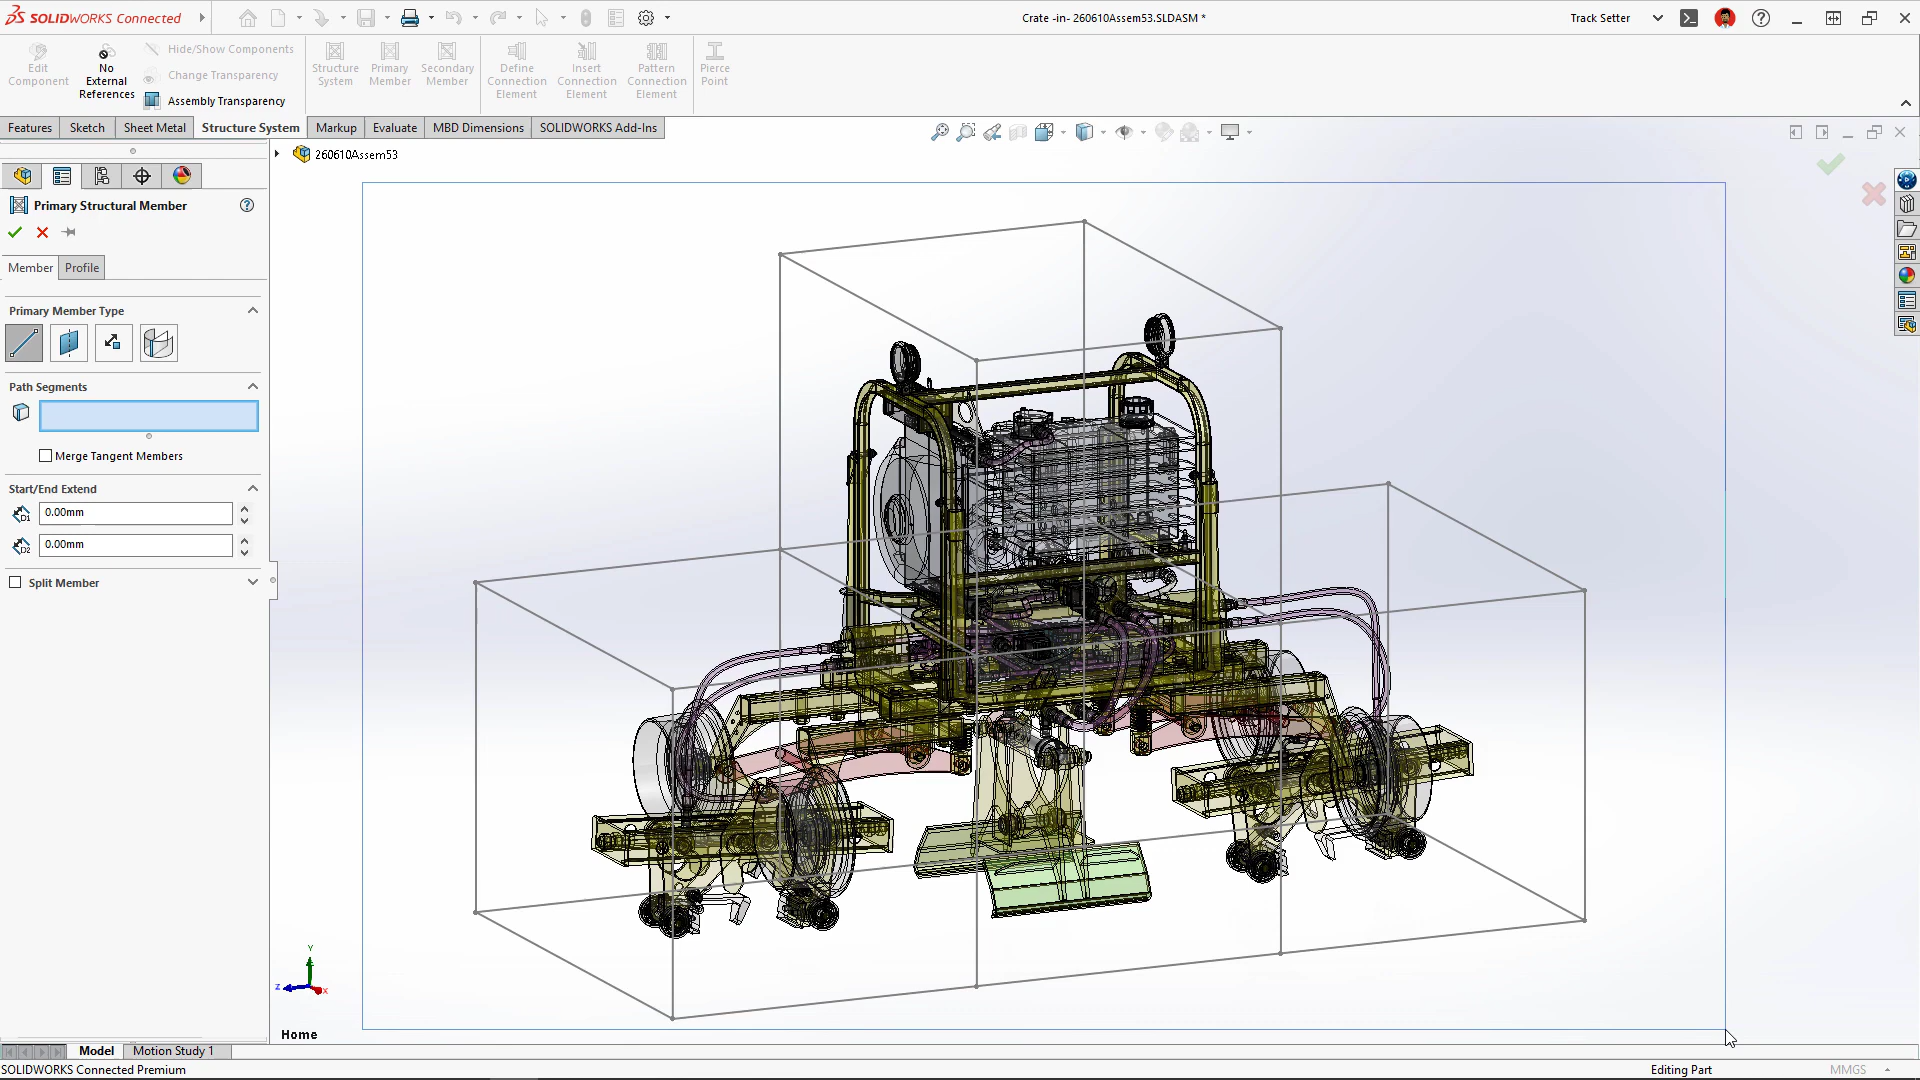 SOLIDWORKS Connected
Crate -in- 260610Assem53.SLDASM *
Track Setter
Edit Component
No External References
Hide/Show Components
Change Transparency
Assembly Transparency
Structure System
Primary Member
Secondary Member
Define Connection Element
Insert Connection Element
Pattern Connection Element
Pierce Point
Features
Sketch
Sheet Metal
Structure System
Markup
Evaluate
MBD Dimensions
SOLIDWORKS Add-Ins
260610Assem53
Primary Structural Member
Member
Profile
Primary Member Type
Path Segments
Merge Tangent Members
Start/End Extend
D1
0.00mm
D2
0.00mm
Split Member
Y
Z
X
Home
Model
Motion Study 1
SOLIDWORKS Connected Premium
Editing Part
MMGS